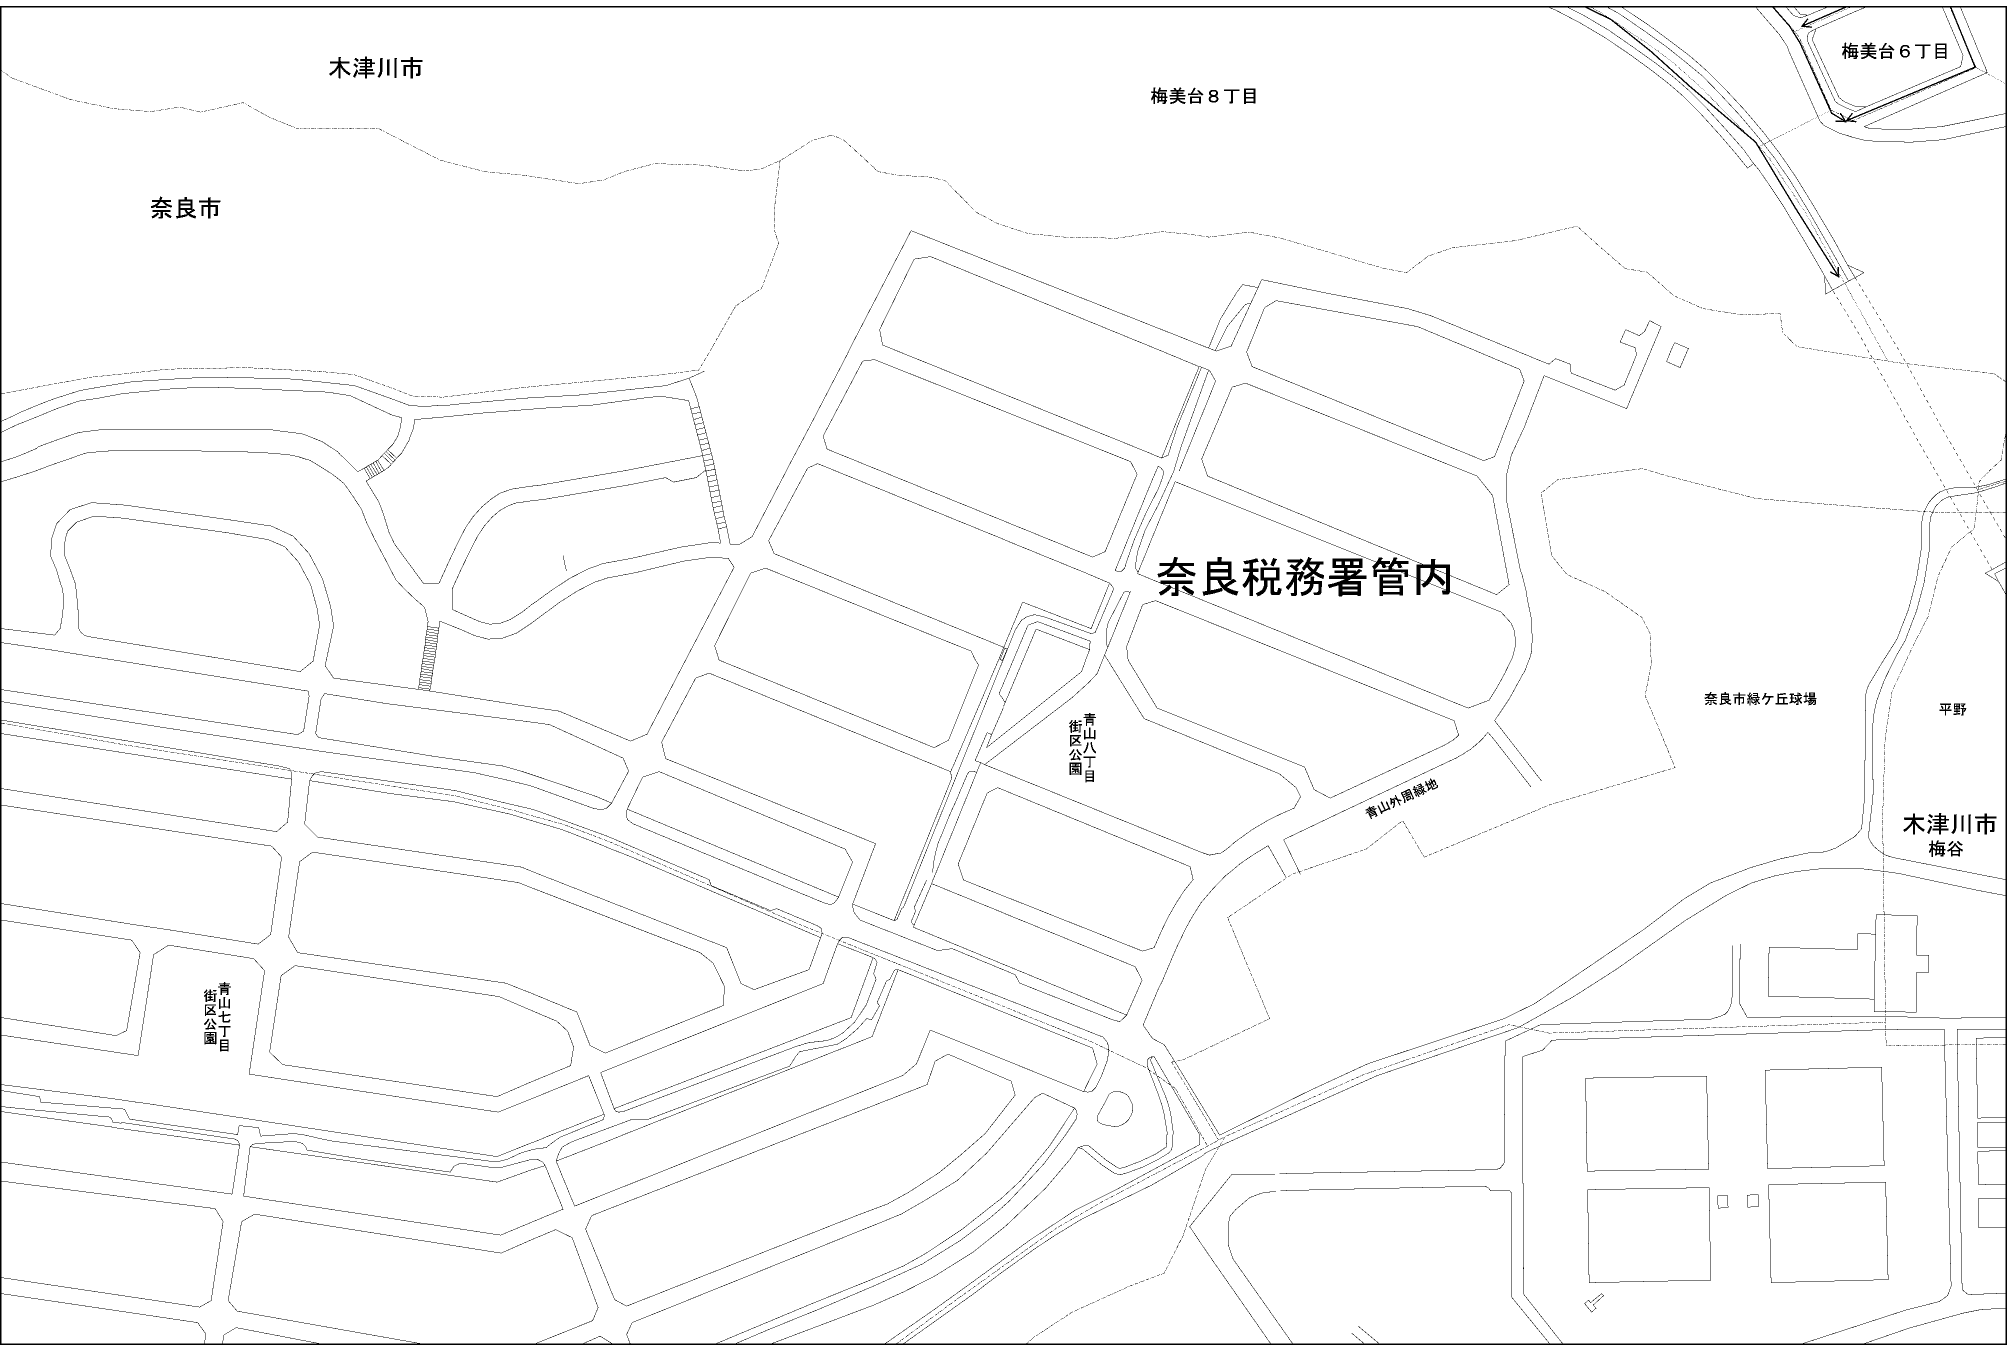 木津川市
梅美台８丁目
梅美台６丁目
奈良市
奈良税務署管内
奈良市緑ケ丘球場
平野
青山八丁目
街区公園
青山外周緑地
木津川市
梅谷
青山七丁目
街区公園